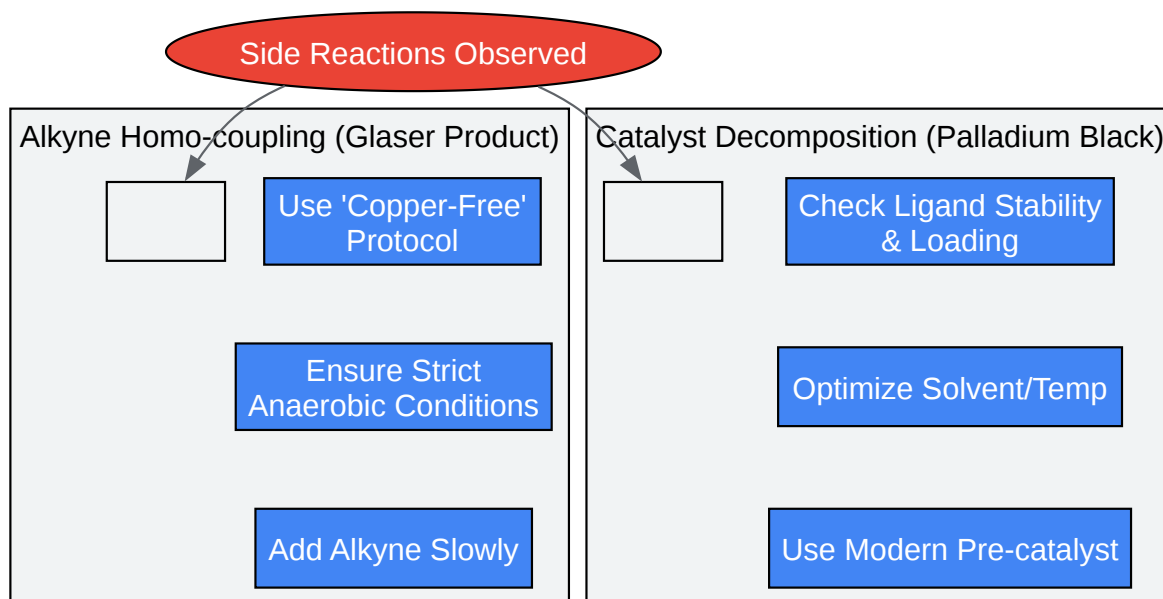 Side Reactions Observed
Alkyne Homo-coupling (Glaser Product)
Use 'Copper-Free'
Protocol
Ensure Strict
Anaerobic Conditions
Add Alkyne Slowly
Catalyst Decomposition (Palladium Black)
Check Ligand Stability
& Loading
Optimize Solvent/Temp
Use Modern Pre-catalyst